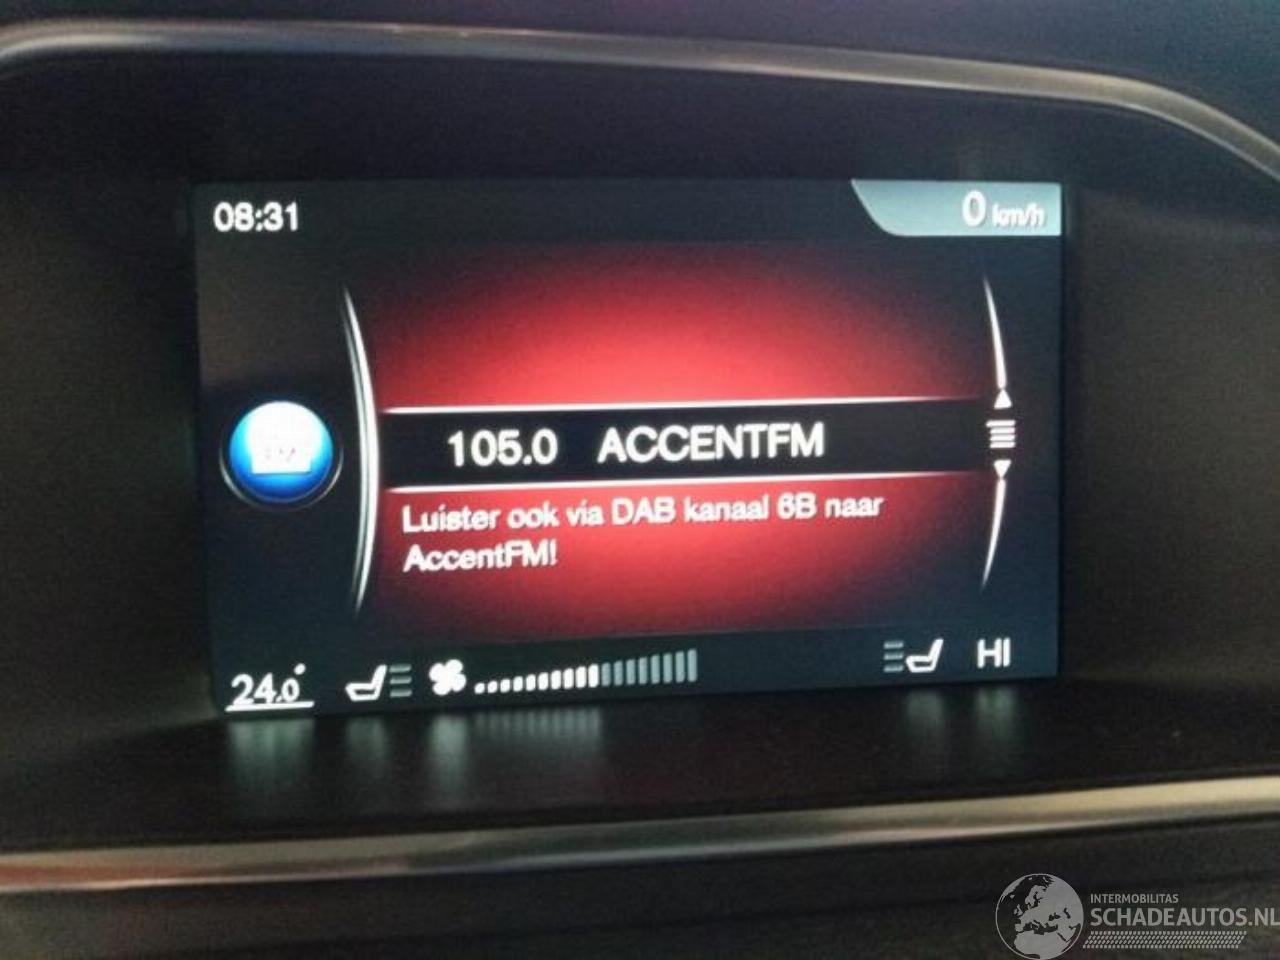 08:31
0 km/h
FM
105.0 ACCENTFM
Luister ook via DAB kanaal 6B naar
AccentFM!
24.0°
HI
INTERMOBILITAS
SCHADEAUTOS.NL